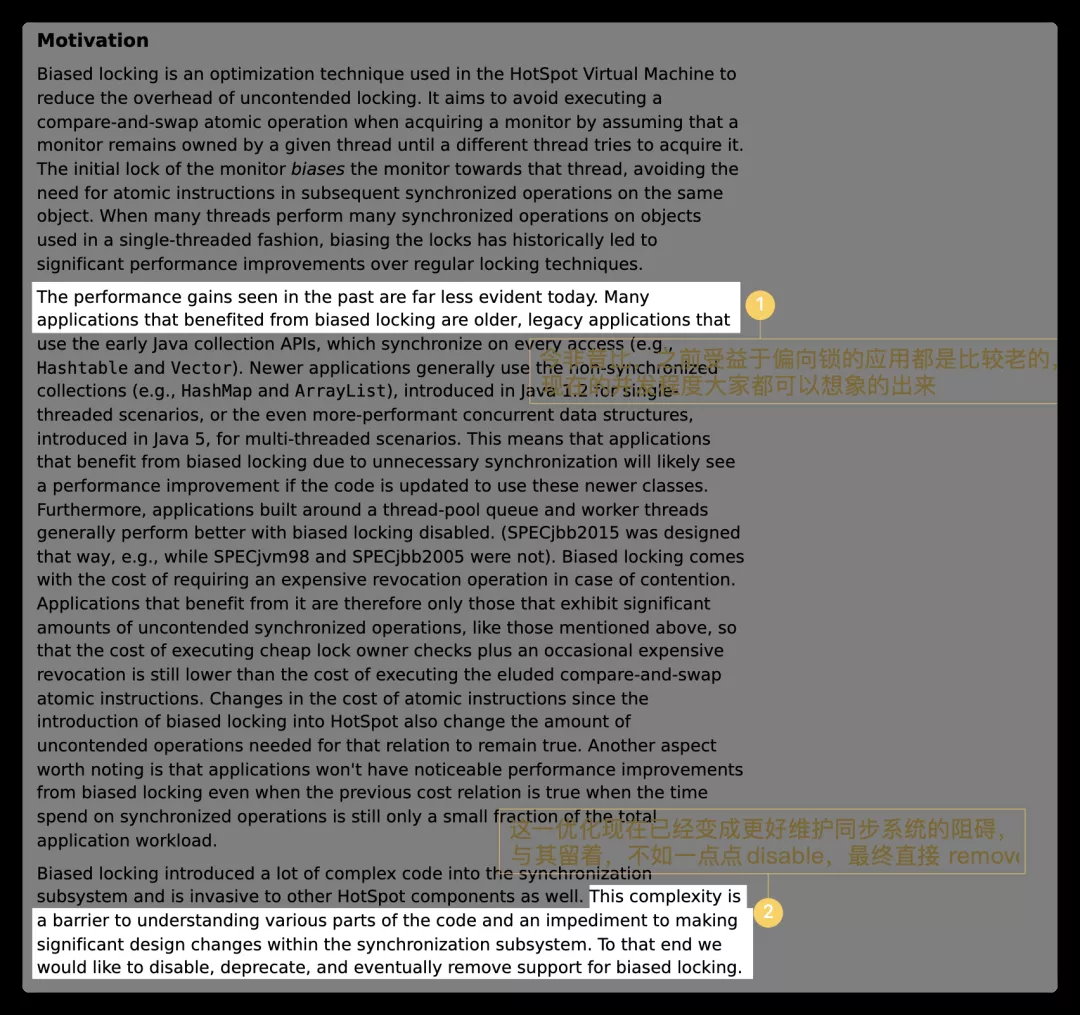 Motivation
Biased locking is an optimization technique used in the HotSpot Virtual Machine to
reduce the overhead of uncontended locking. It aims to avoid executing a
compare-and-swap atomic operation when acquiring a monitor by assuming that a
monitor remains owned by a given thread until a different thread tries to acquire it.
The initial lock of the monitor biases the monitor towards that thread, avoiding the
need for atomic instructions in subsequent synchronized operations on the same
object. When many threads perform many synchronized operations on objects
used in a single-threaded fashion, biasing the locks has historically led to
significant performance improvements over regular locking techniques.
The performance gains seen in the past are far less evident today. Many
applications that benefited from biased locking are older, legacy applications that
1
use the early Java collection APIs, which synchronize on every access (e.g.,
Hashtable and Vector). Newer applications generally use the non-synchronized
collections (e.g., HashMap and ArrayList), introduced in Java 1.2 for single-
threaded scenarios, or the even more-performant concurrent data structures,
introduced in Java 5, for multi-threaded scenarios. This means that applications
that benefit from biased locking due to unnecessary synchronization will likely see
a performance improvement if the code is updated to use these newer classes.
Furthermore, applications built around a thread-pool queue and worker threads
generally perform better with biased locking disabled. (SPECjbb2015 was designed
that way, e.g., while SPECjvm98 and SPECjbb2005 were not). Biased locking comes
with the cost of requiring an expensive revocation operation in case of contention.
Applications that benefit from it are therefore only those that exhibit significant
amounts of uncontended synchronized operations, like those mentioned above, so
that the cost of executing cheap lock owner checks plus an occasional expensive
revocation is still lower than the cost of executing the eluded compare-and-swap
atomic instructions. Changes in the cost of atomic instructions since the
introduction of biased locking into HotSpot also change the amount of
uncontended operations needed for that relation to remain true. Another aspect
worth noting is that applications won't have noticeable performance improvements
from biased locking even when the previous cost relation is true when the time
spend on synchronized operations is still only a small fraction of the total
application workload.
今非昔比，之前受益于偏向锁的应用都是比较老的,
现在的并发程度大家都可以想象的出来
Biased locking introduced a lot of complex code into the synchronization
subsystem and is invasive to other HotSpot components as well. This complexity is
a barrier to understanding various parts of the code and an impediment to making
significant design changes within the synchronization subsystem. To that end we
would like to disable, deprecate, and eventually remove support for biased locking.
这一优化现在已经变成更好维护同步系统的阻碍，
与其留着，不如一点点 disable，最终直接 remov
2